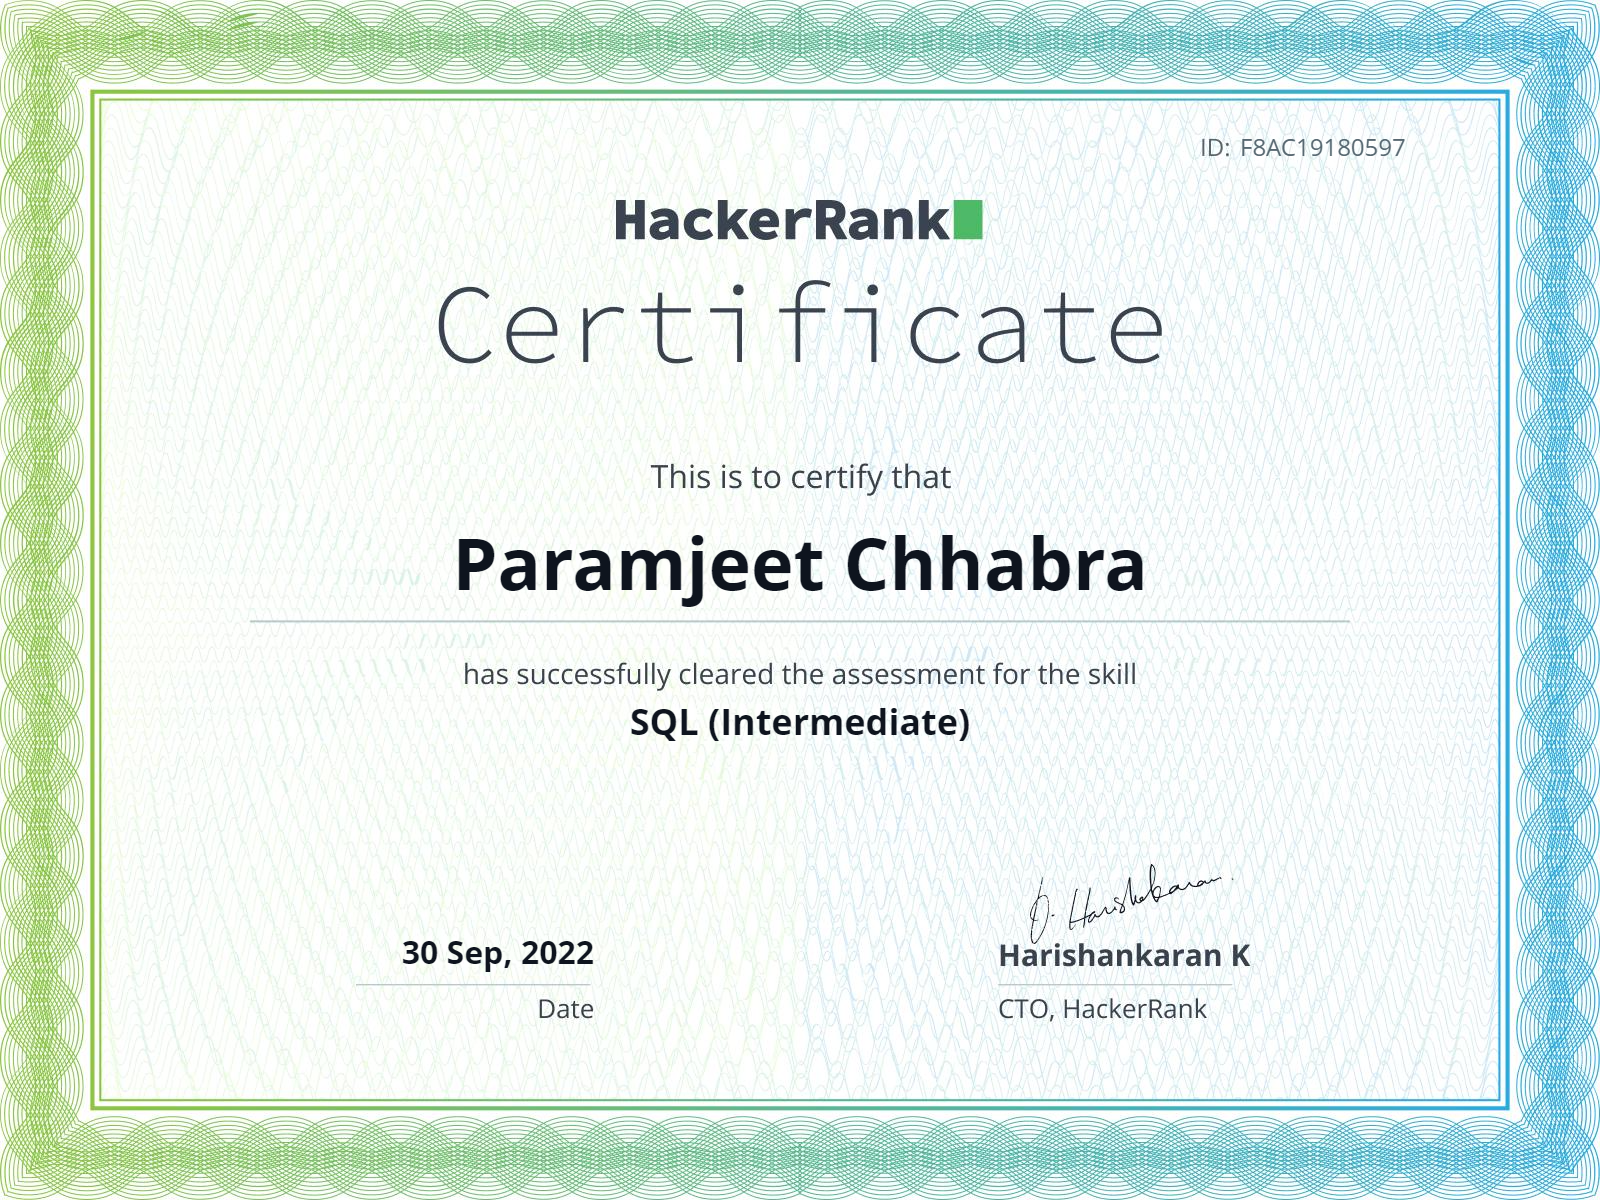 ID: F8AC19180597
HackerRank
Certificate
This is to certify that
Paramjeet Chhabra
has successfully cleared the assessment for the skill
SQL (Intermediate)
30 Sep, 2022
Date
Harishankaran
Harishankaran K
CTO, HackerRank